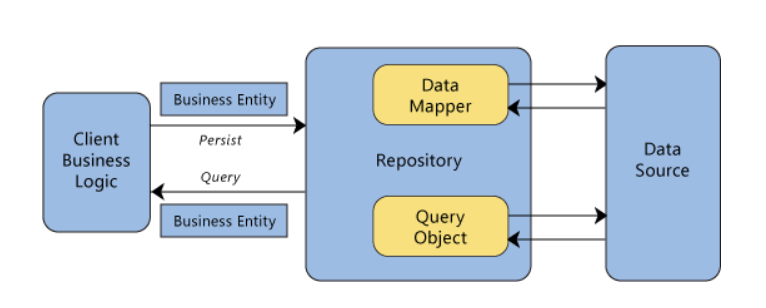 Client
Business
Logic
Business Entity
Persist
Query
Business Entity
Data
Mapper
Repository
Query
Object
Data
Source